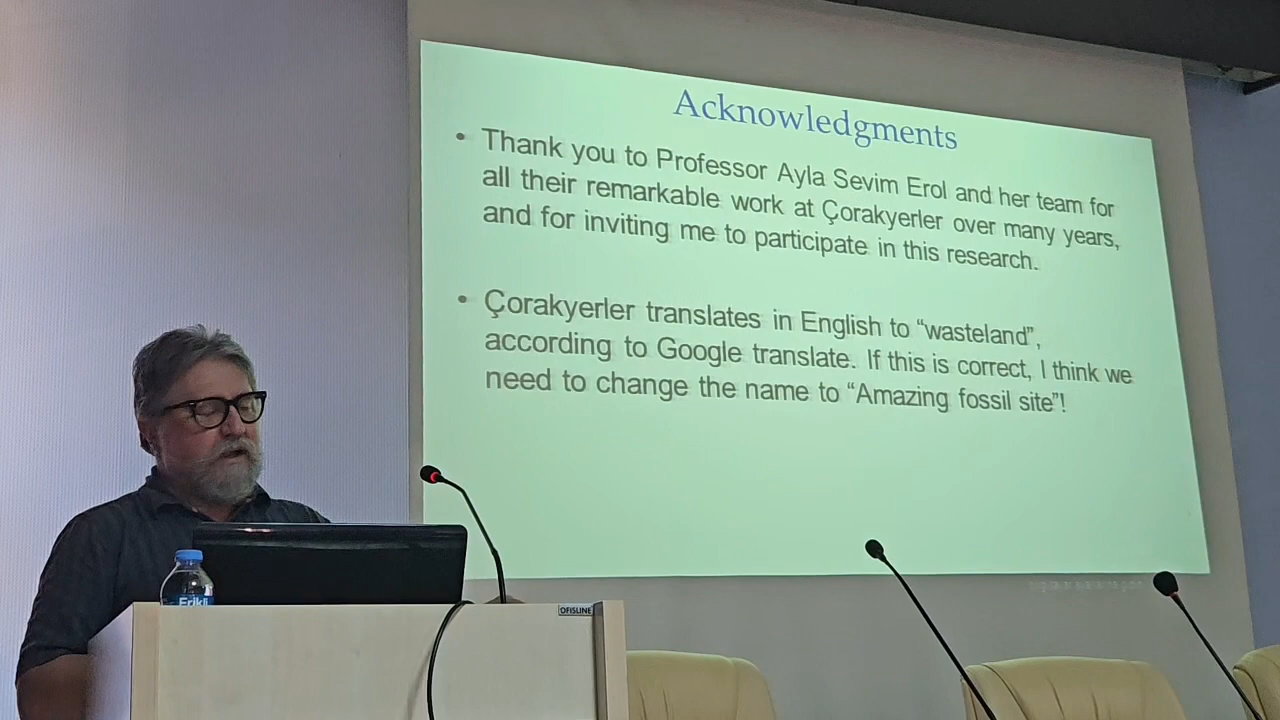 Acknowledgments
• Thank you to Professor Ayla Sevim Erol and her team for
all their remarkable work at Çorakyerler over many years,
and for inviting me to participate in this research.
• Çorakyerler translates in English to “wasteland”,
according to Google translate. If this is correct, I think we
need to change the name to “Amazing fossil site”!
Erikli
OFISLINE